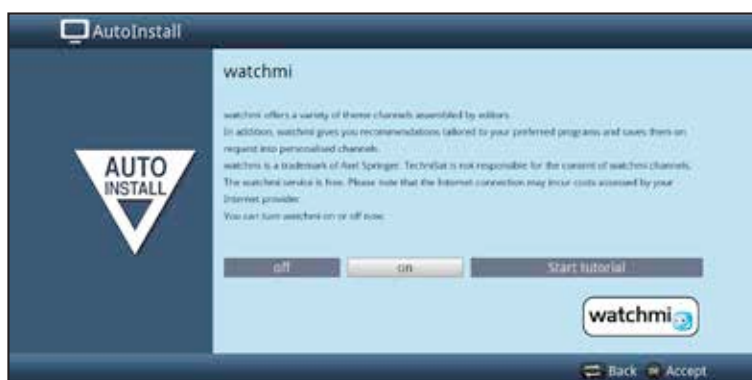 AutoInstall
watchmi
watchmi offers a variety of theme channels assembled by editors.
In addition, watchmi gives you recommendations tailored to your preferred programs and saves them on
request into personalised channels.
watchmi is a trademark of Axel Springer. TechniSat is not responsible for the content of watchmi channels.
The watchmi service is free. Please note that the Internet connection may incur costs assessed by your
Internet provider.
You can turn watchmi on or off now.
AUTO
INSTALL
off on Start tutorial
watchmi
Back Accept